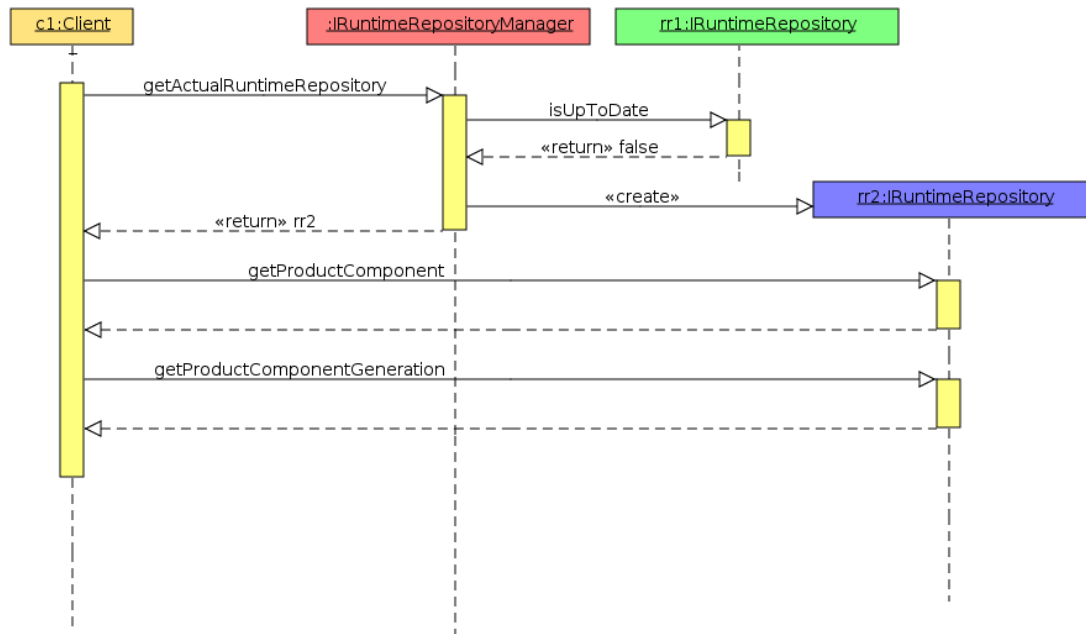 c1:Client
:IRuntimeRepositoryManager
rr1:IRuntimeRepository
getActualRuntimeRepository
isUpToDate
«return» false
rr2:IRuntimeRepository
«create»
«return» rr2
getProductComponent
getProductComponentGeneration